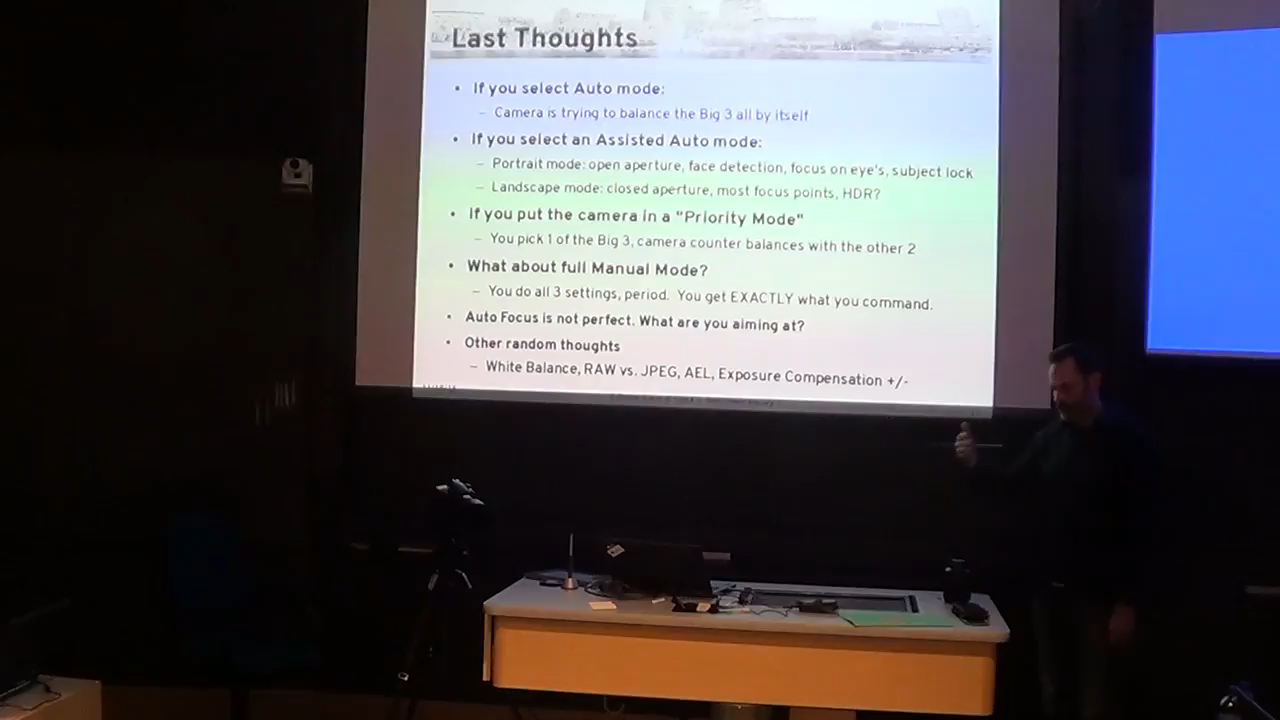 Last Thoughts
• If you select Auto mode:
– Camera is trying to balance the Big 3 all by itself
• If you select an Assisted Auto mode:
– Portrait mode: open aperture, face detection, focus on eye's, subject lock
– Landscape mode: closed aperture, most focus points, HDR?
• If you put the camera in a "Priority Mode"
– You pick 1 of the Big 3, camera counter balances with the other 2
• What about full Manual Mode?
– You do all 3 settings, period. You get EXACTLY what you command.
• Auto Focus is not perfect. What are you aiming at?
• Other random thoughts
– White Balance, RAW vs. JPEG, AEL, Exposure Compensation +/-